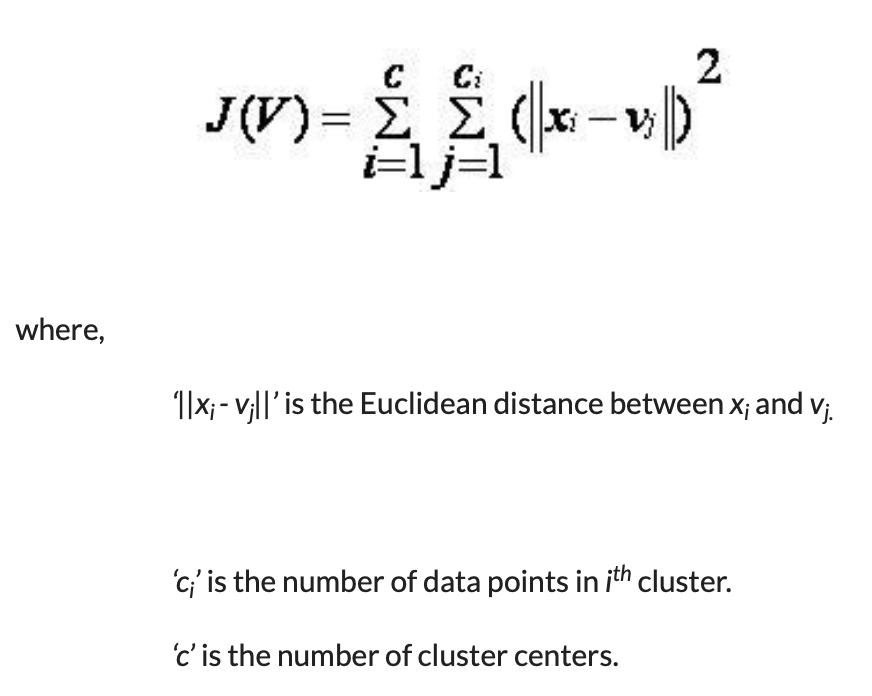 J(V) = \sum_{i=1}^{c} \sum_{j=1}^{c_i} (||x_i - v_j||)^2
where,
'||x_i - v_j||' is the Euclidean distance between x_i and v_j.
'c_i' is the number of data points in i^{th} cluster.
'c' is the number of cluster centers.